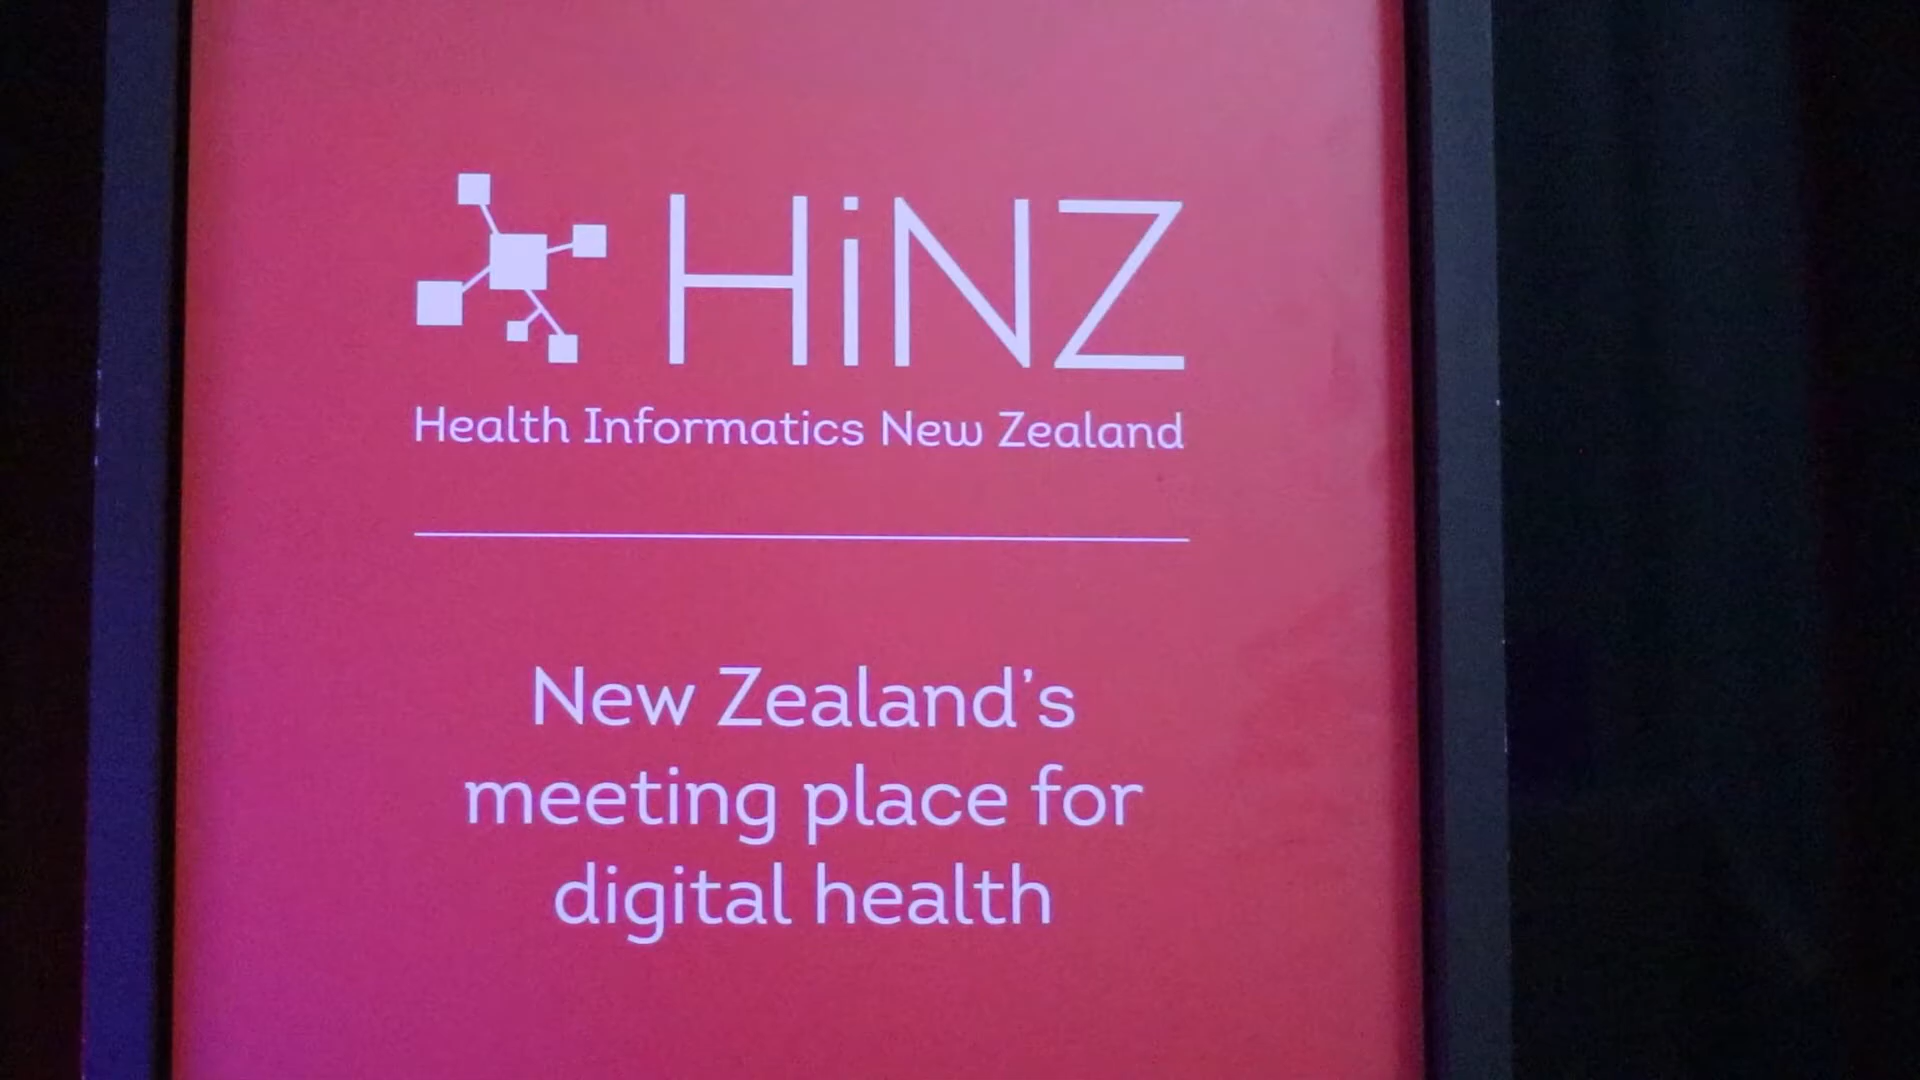 HiNZ
Health Informatics New Zealand
New Zealand's
meeting place for
digital health